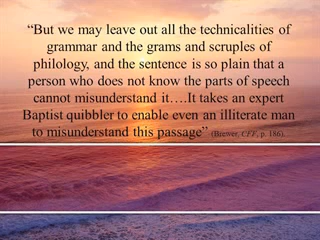 “But we may leave out all the technicalities of
grammar and the grams and scruples of
philology, and the sentence is so plain that a
person who does not know the parts of speech
cannot misunderstand it….It takes an expert
Baptist quibbler to enable even an illiterate man
to misunderstand this passage” (Brewer, CFF, p. 186).